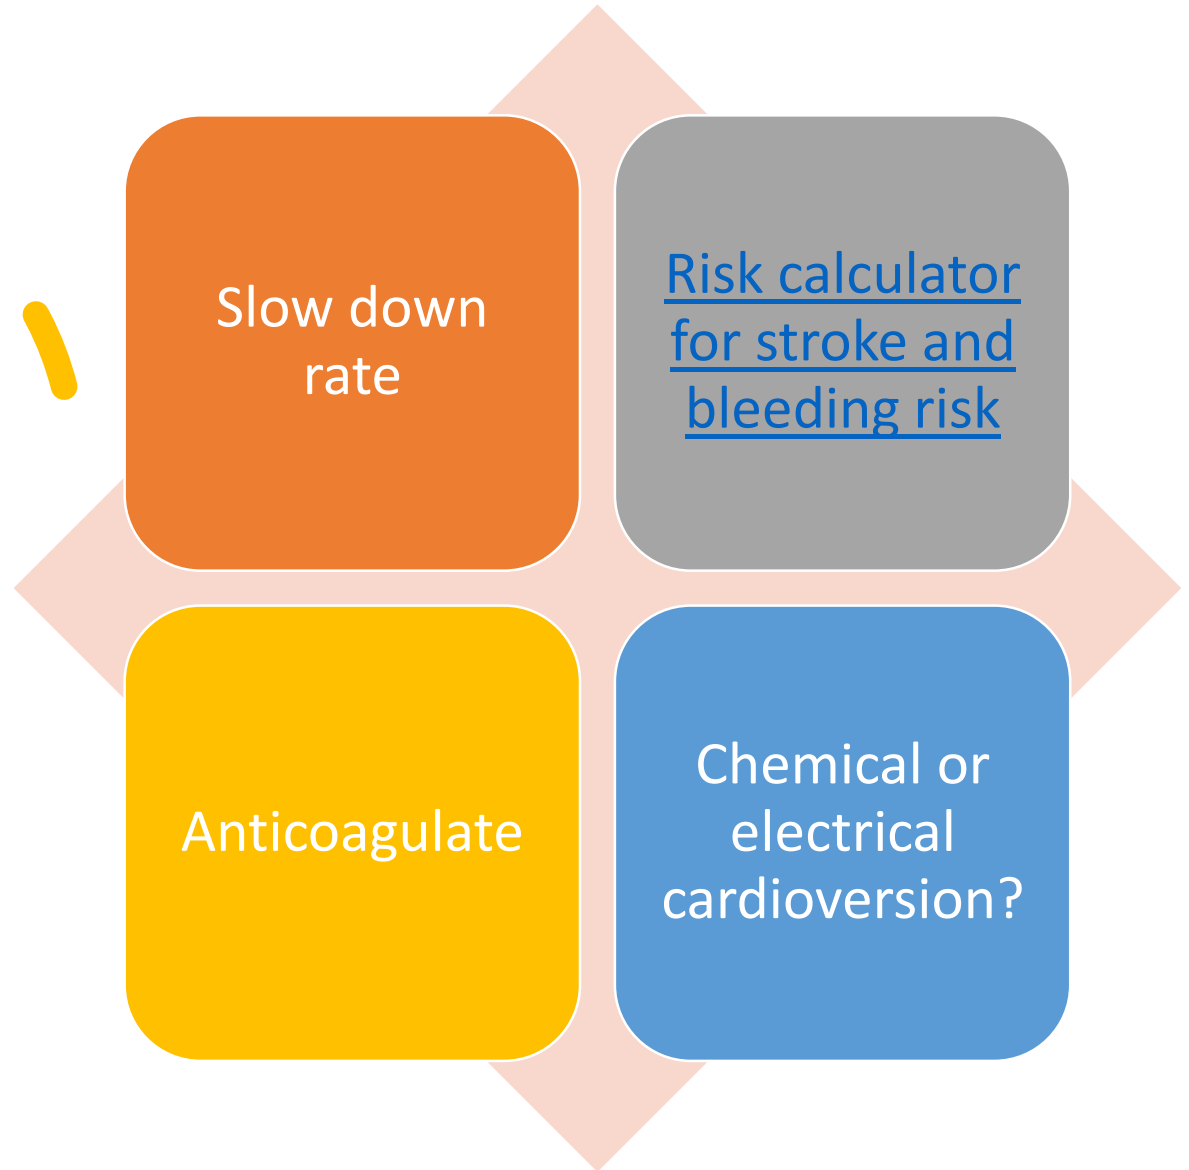 Slow down
rate
Risk calculator
for stroke and
bleeding risk
Anticoagulate
Chemical or
electrical
cardioversion?